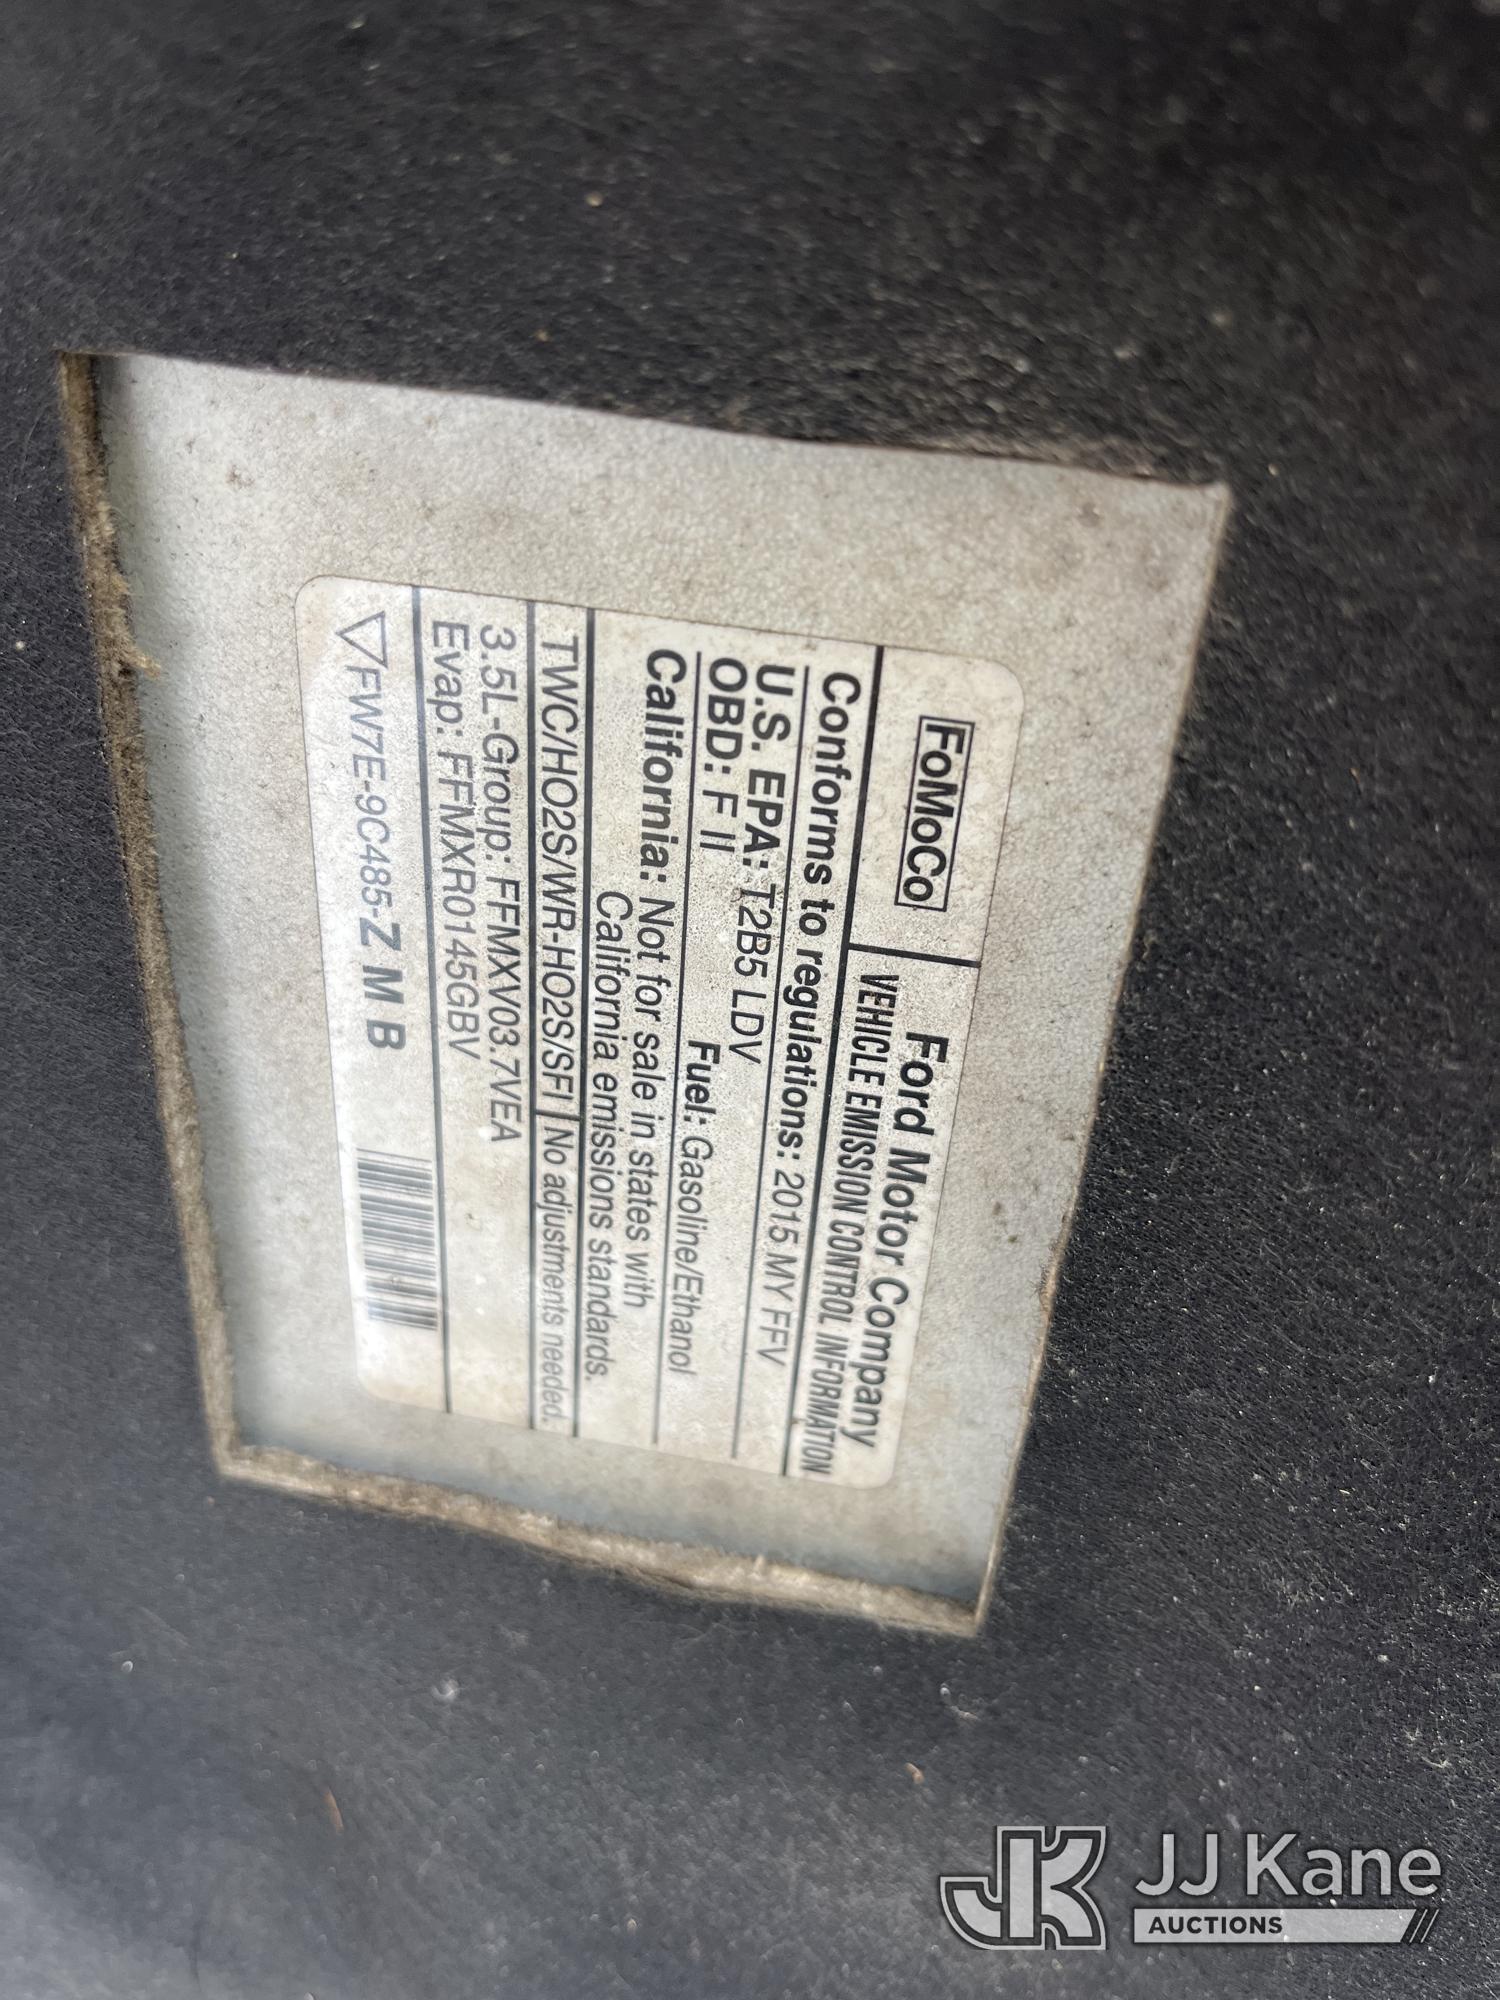 FoMoCo
Ford Motor Company
VEHICLE EMISSION CONTROL INFORMATION
Conforms to regulations: 2015 MY FFV
U.S. EPA: T2B5 LDV
OBD: F II Fuel: Gasoline/Ethanol
California: Not for sale in states with
California emissions standards.
TWC/HO2S/WR-HO2S/SFI No adjustments needed.
3.5L-Group: FFMXV03.7VEA
Evap: FFMXR0145GBV
FW7E-9C485-Z M B
JK JJ Kane
AUCTIONS